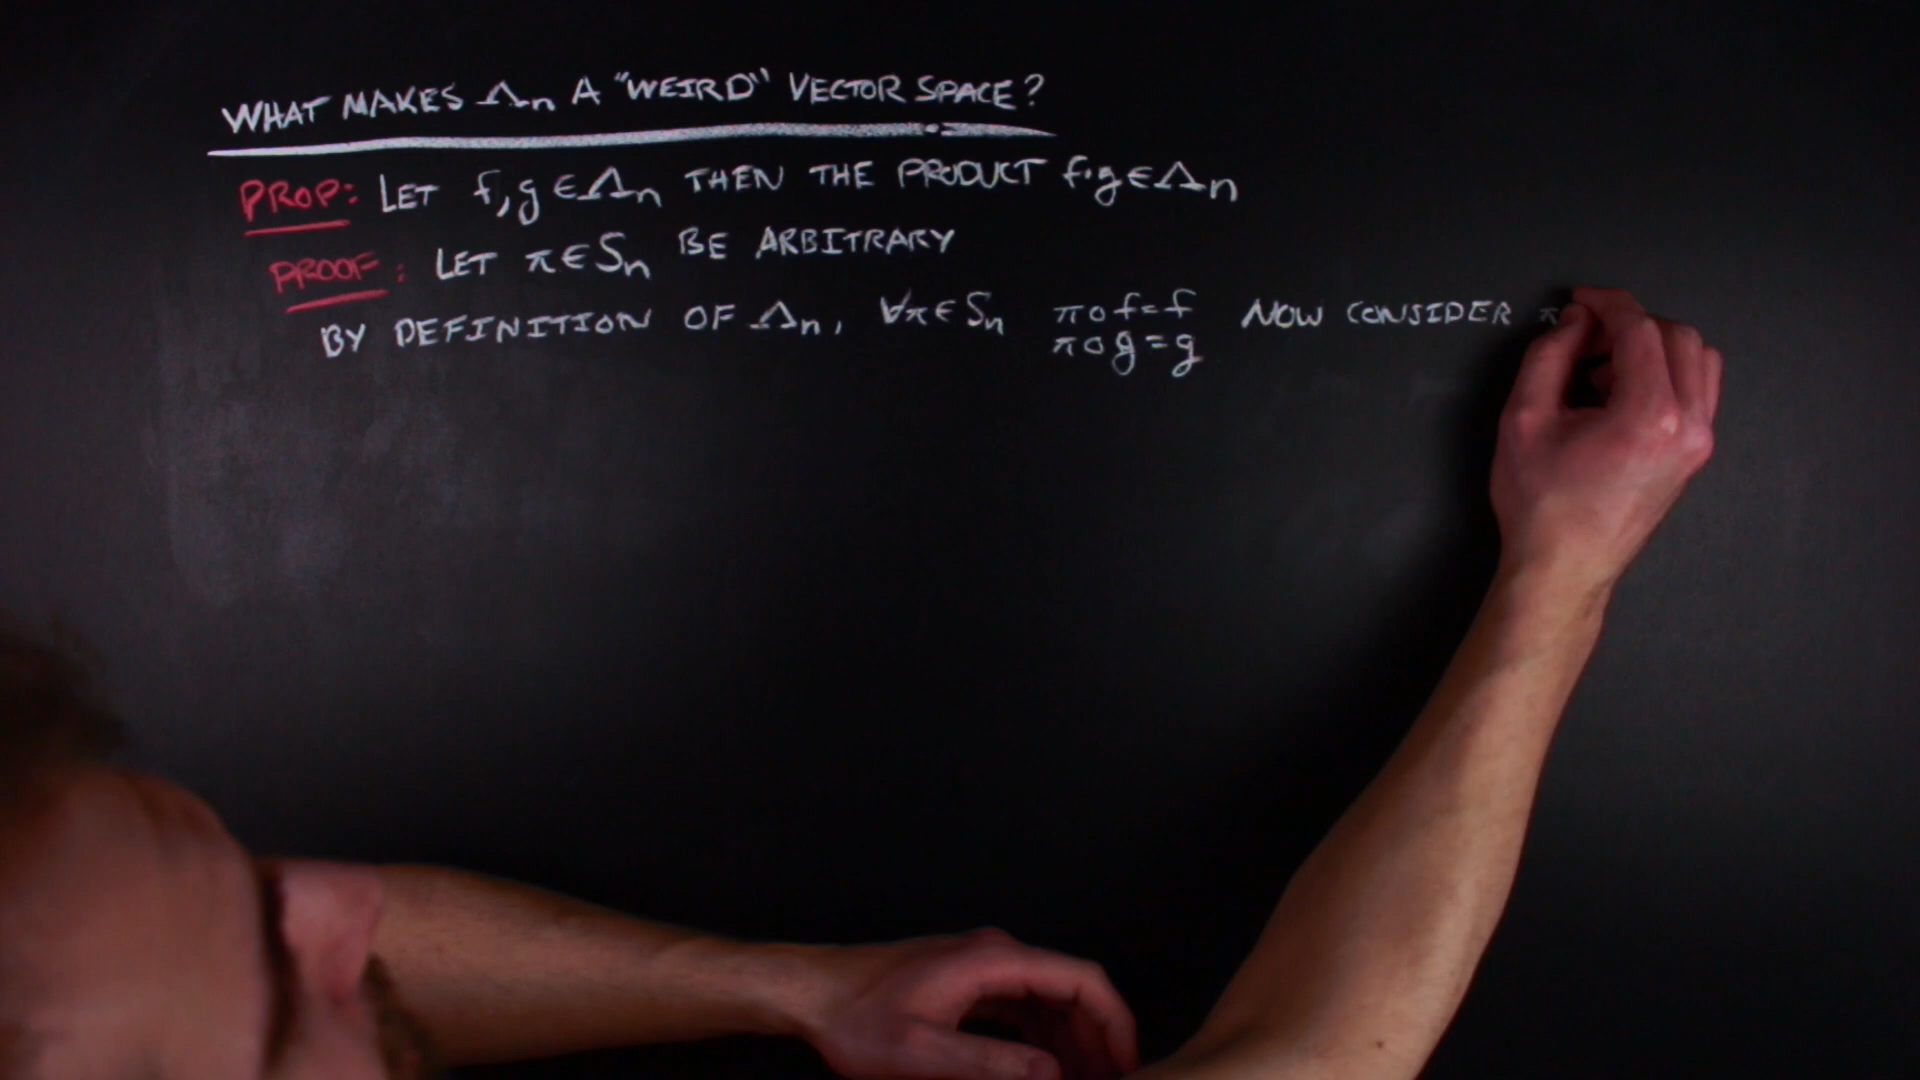 WHAT MAKES Λn A "WEIRD" VECTOR SPACE?
PROP: LET f, g ∈ Λn THEN THE PRODUCT f·g ∈ Λn
PROOF: LET π ∈ Sn BE ARBITRARY
BY DEFINITION OF Λn, ∀π ∈ Sn π∘f=f NOW CONSIDER π
π∘g=g